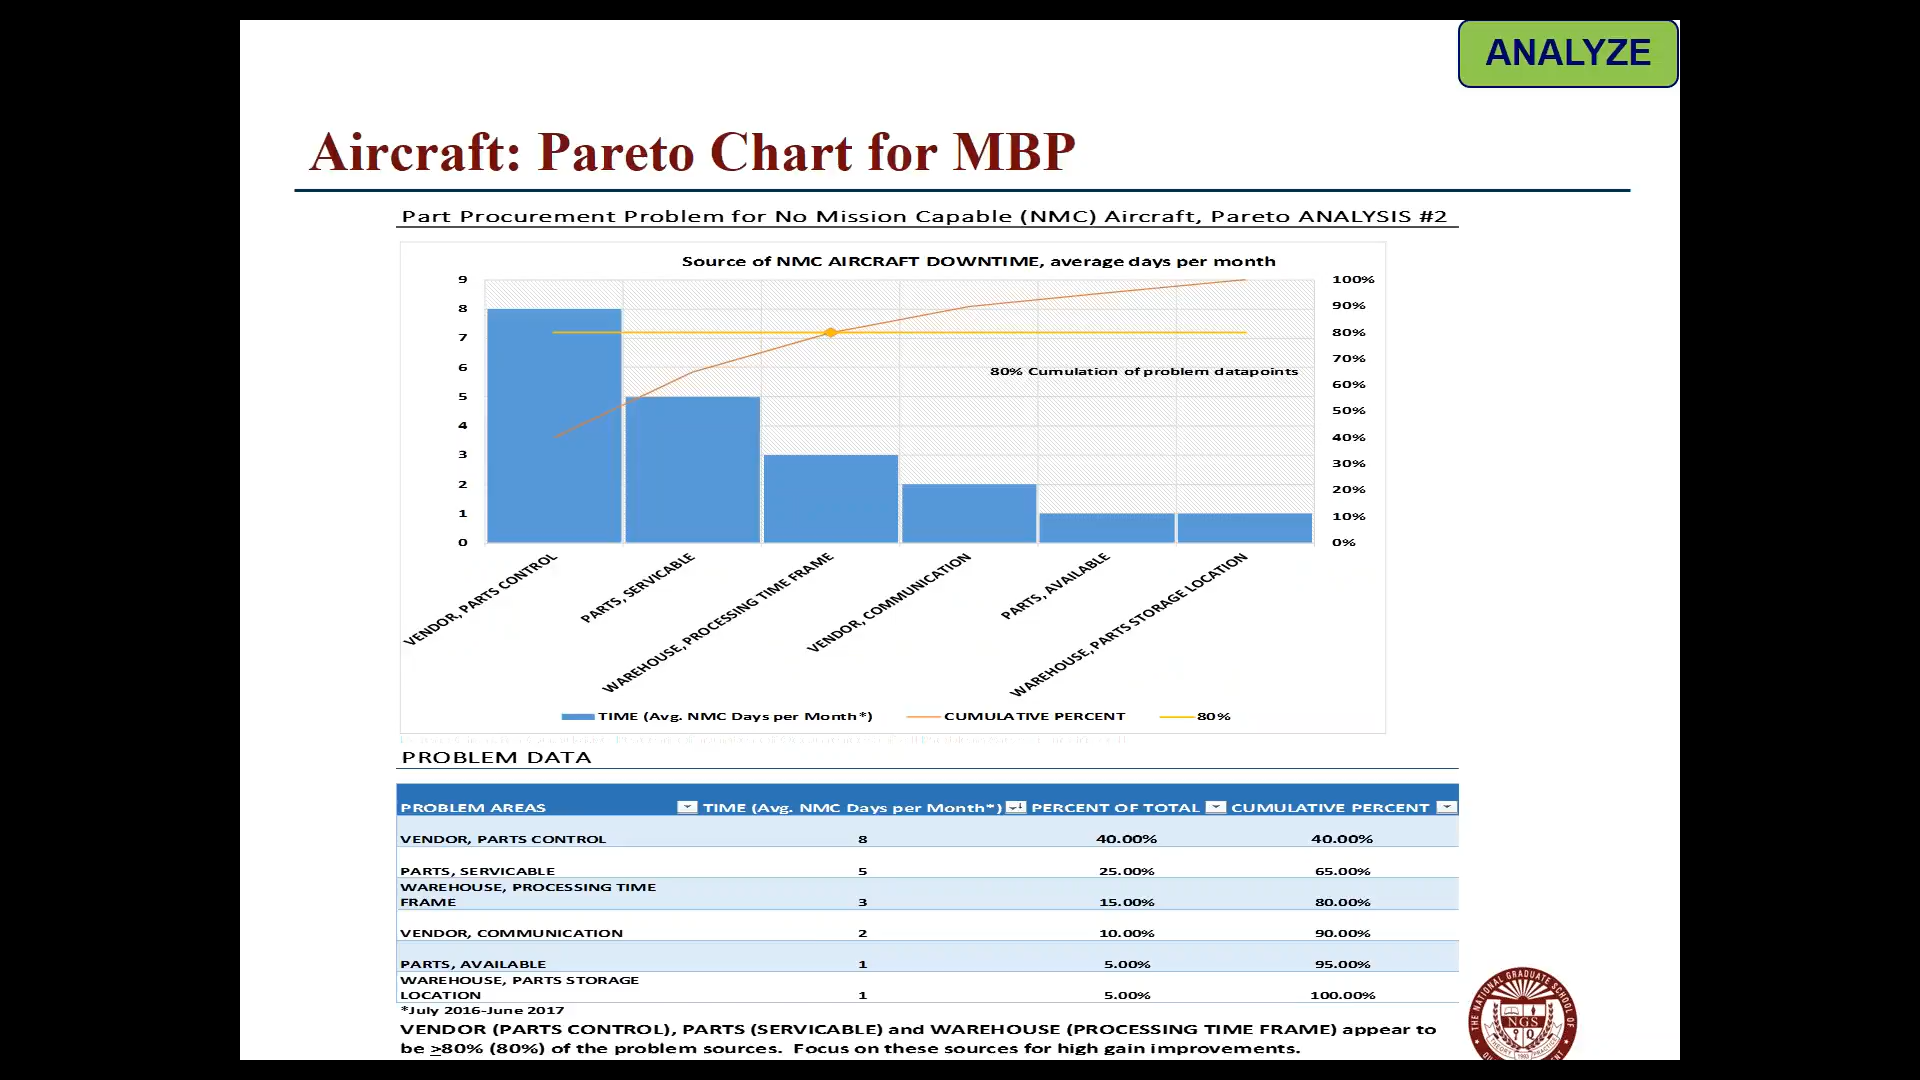 ANALYZE
Aircraft: Pareto Chart for MBP
Part Procurement Problem for No Mission Capable (NMC) Aircraft, Pareto ANALYSIS #2
Source of NMC AIRCRAFT DOWNTIME, average days per month
9
8
7
6
5
4
3
2
1
0
100%
90%
80%
70%
60%
50%
40%
30%
20%
10%
0%
80% Cumulation of problem datapoints
VENDOR, PARTS CONTROL
PARTS, SERVICABLE
WAREHOUSE, PROCESSING TIME FRAME
VENDOR, COMMUNICATION
PARTS, AVAILABLE
WAREHOUSE, PARTS STORAGE LOCATION
TIME (Avg. NMC Days per Month*) CUMULATIVE PERCENT 80%
PROBLEM DATA
PROBLEM AREAS TIME (Avg. NMC Days per Month*) PERCENT OF TOTAL CUMULATIVE PERCENT
VENDOR, PARTS CONTROL 8 40.00% 40.00%
PARTS, SERVICABLE 5 25.00% 65.00%
WAREHOUSE, PROCESSING TIME
FRAME 3 15.00% 80.00%
VENDOR, COMMUNICATION 2 10.00% 90.00%
PARTS, AVAILABLE 1 5.00% 95.00%
WAREHOUSE, PARTS STORAGE
LOCATION 1 5.00% 100.00%
*July 2016-June 2017
VENDOR (PARTS CONTROL), PARTS (SERVICABLE) and WAREHOUSE (PROCESSING TIME FRAME) appear to
be >80% (80%) of the problem sources. Focus on these sources for high gain improvements.
THE NATIONAL GRADUATE SCHOOL OF
NGS
Q